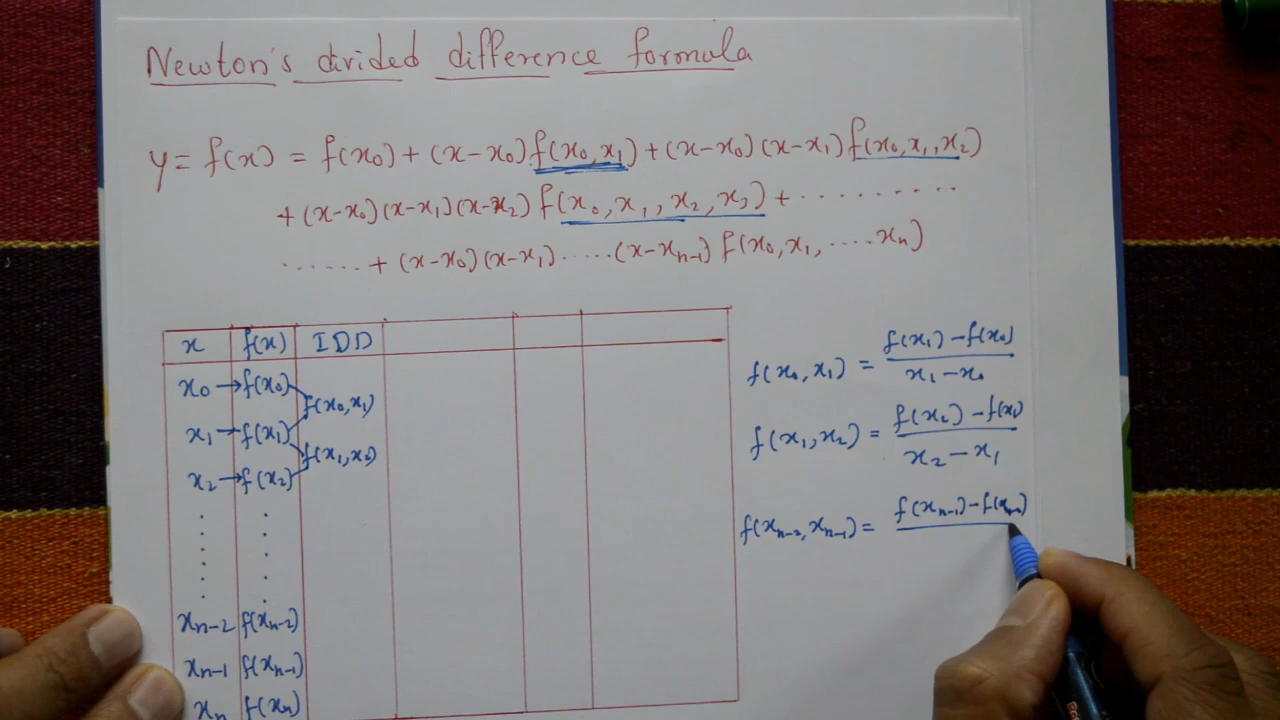 Newton's divided difference formula
y = f(x) = f(x₀) + (x-x₀) f(x₀, x₁) + (x-x₀) (x-x₁) f(x₀, x₁, x₂)
+ (x-x₀) (x-x₁) (x-x₂) f(x₀, x₁, x₂, x₃) + .........
...... + (x-x₀) (x-x₁) ..... (x-xₙ₋₁) f(x₀, x₁, .... xₙ)
x f(x) I DD
x₀ → f(x₀)
f(x₀, x₁)
x₁ → f(x₁)
f(x₁, x₂)
x₂ → f(x₂)
xₙ₋₂ f(xₙ₋₂)
xₙ₋₁ f(xₙ₋₁)
xₙ f(xₙ)
f(x₀, x₁) = f(x₁) - f(x₀) / x₁ - x₀
f(x₁, x₂) = f(x₂) - f(x₁) / x₂ - x₁
f(xₙ₋₂, xₙ₋₁) = f(xₙ₋₁) - f(xₙ₋₂)